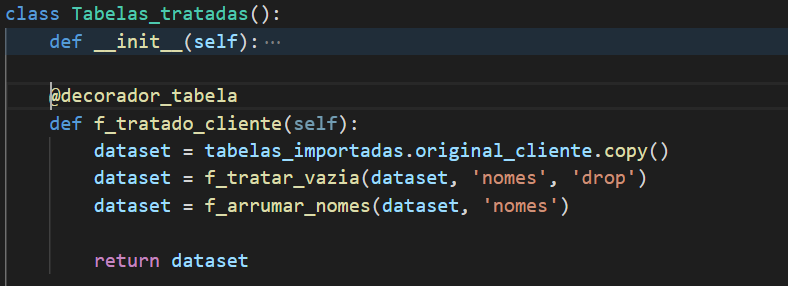 class Tabelas_tratadas():
    def __init__(self):···
    @decorador_tabela
    def f_tratado_cliente(self):
        dataset = tabelas_importadas.original_cliente.copy()
        dataset = f_tratar_vazia(dataset, 'nomes', 'drop')
        dataset = f_arrumar_nomes(dataset, 'nomes')
        return dataset